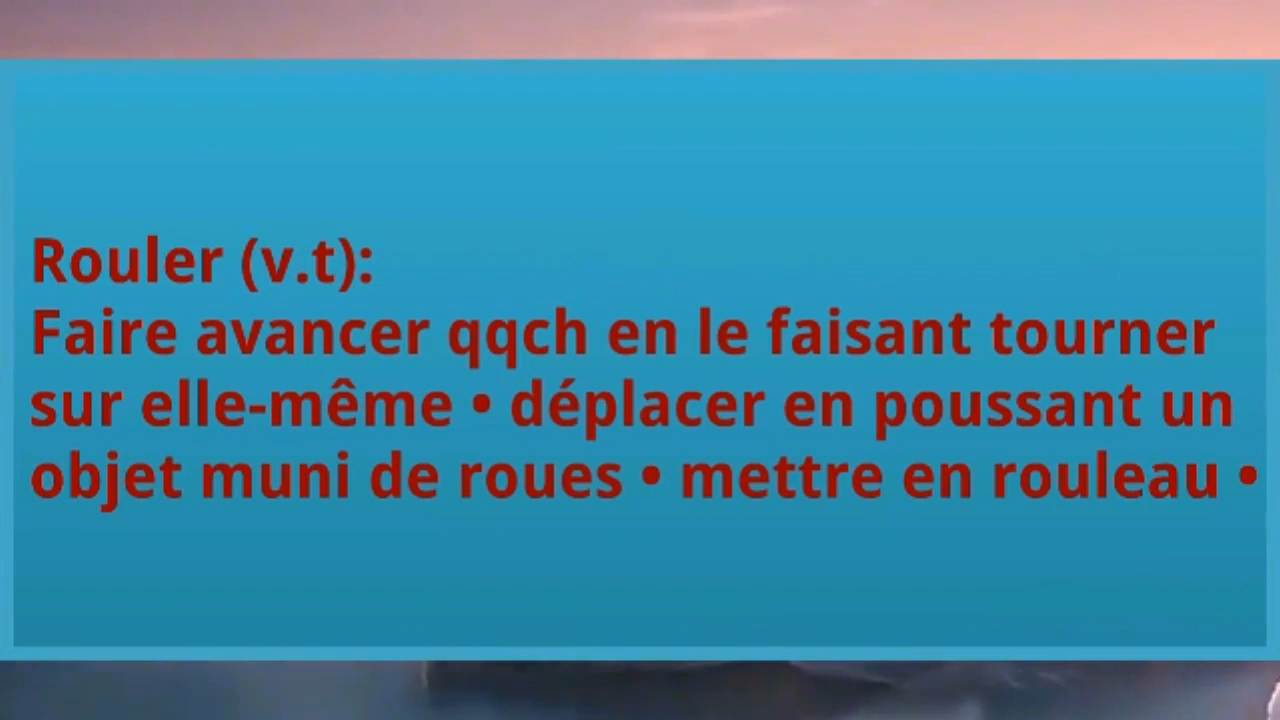 Rouler (v.t):
Faire avancer qqch en le faisant tourner
sur elle-même • déplacer en poussant un
objet muni de roues • mettre en rouleau •